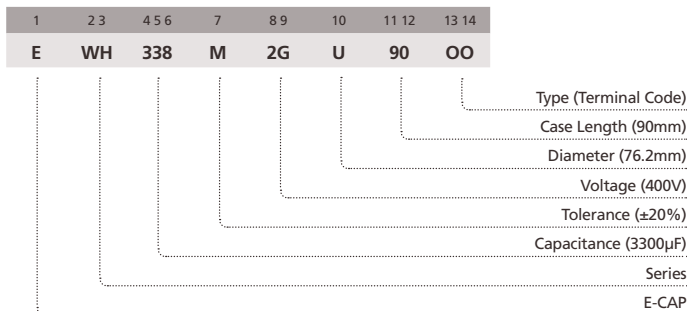 1 2 3 4 5 6 7 8 9 10 11 12 13 14
E WH 338 M 2G U 90 OO
Type (Terminal Code)
Case Length (90mm)
Diameter (76.2mm)
Voltage (400V)
Tolerance (±20%)
Capacitance (3300µF)
Series
E-CAP